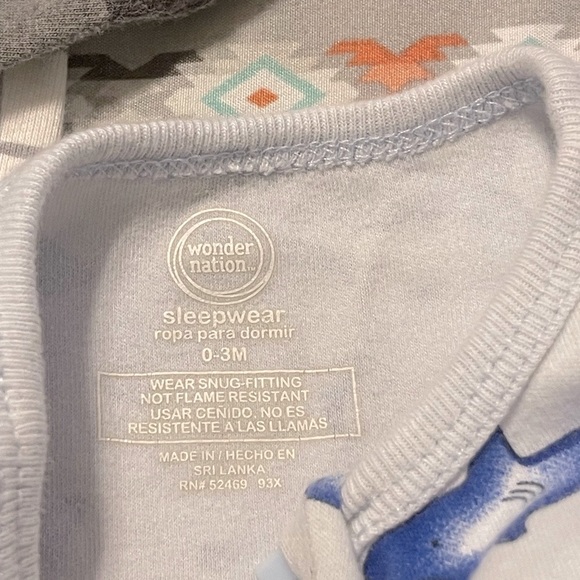 wonder
nation™
sleepwear
ropa para dormir
0-3M
WEAR SNUG-FITTING
NOT FLAME RESISTANT
USAR CEÑIDO. NO ES
RESISTENTE A LAS LLAMAS
MADE IN / HECHO EN
SRI LANKA
RN# 52469 93X